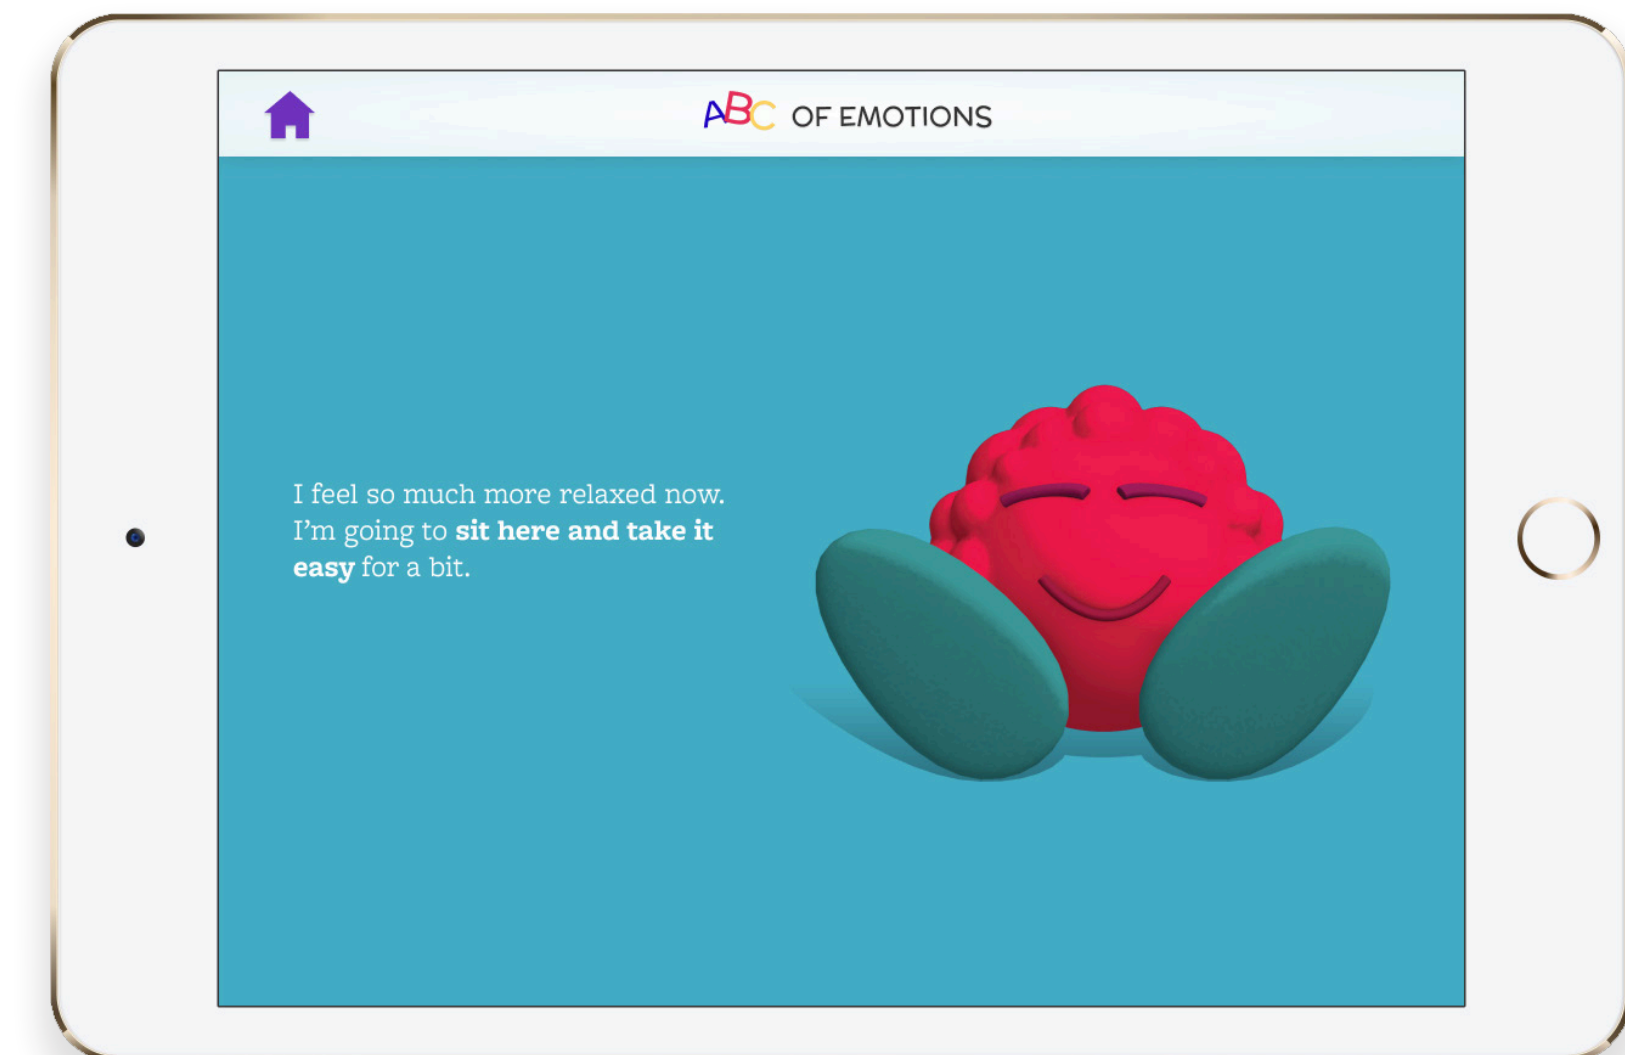 ABC OF EMOTIONS
I feel so much more relaxed now.
I’m going to sit here and take it
easy for a bit.